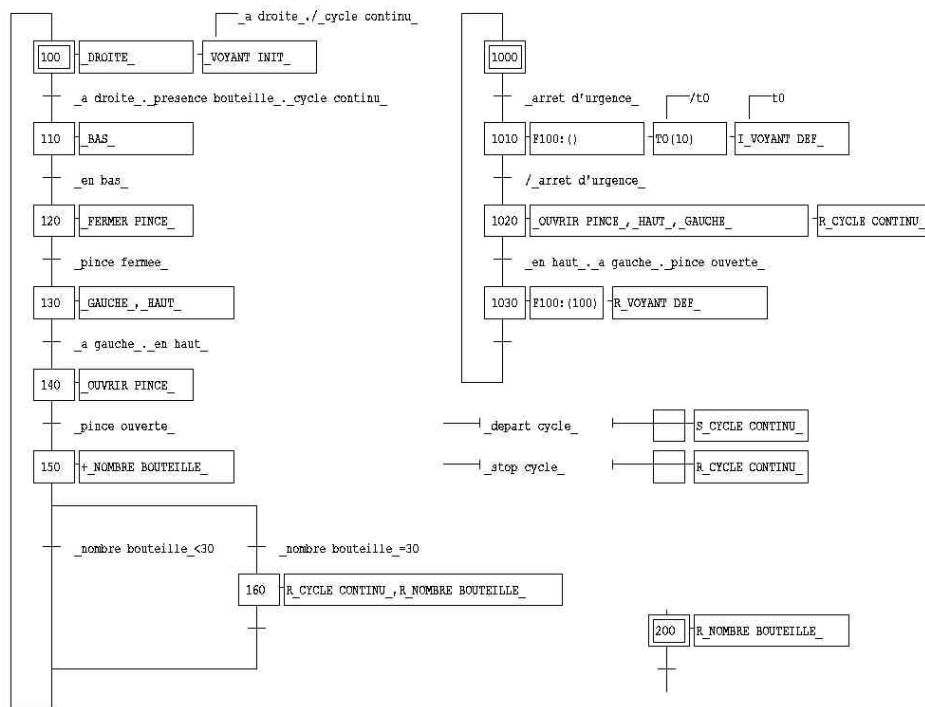 _a droite_./_cycle continu_
100 _DROITE_ _VOYANT INIT_
_a droite_._presence bouteille_._cycle continu_
110 _BAS_
_en bas_
120 _FERMER PINCE_
_pince fermee_
130 _GAUCHE_,_HAUT_
_a gauche_._en haut_
140 _OUVRIR PINCE_
_pince ouverte_
150 +_NOMBRE BOUTEILLE_
_nombre bouteille_<30
_nombre bouteille_=30
160 R_CYCLE CONTINU_,R_NOMBRE BOUTEILLE_
1000
_arret d'urgence_
/t0
t0
1010 F100:() T0(10) I_VOYANT DEF_
/_arret d'urgence_
1020 _OUVRIR PINCE_,_HAUT_,_GAUCHE_ R_CYCLE CONTINU_
_en haut_._a gauche_._pince ouverte_
1030 F100:(100) R_VOYANT DEF_
_depart cycle_ S_CYCLE CONTINU_
_stop cycle_ R_CYCLE CONTINU_
200 R_NOMBRE BOUTEILLE_